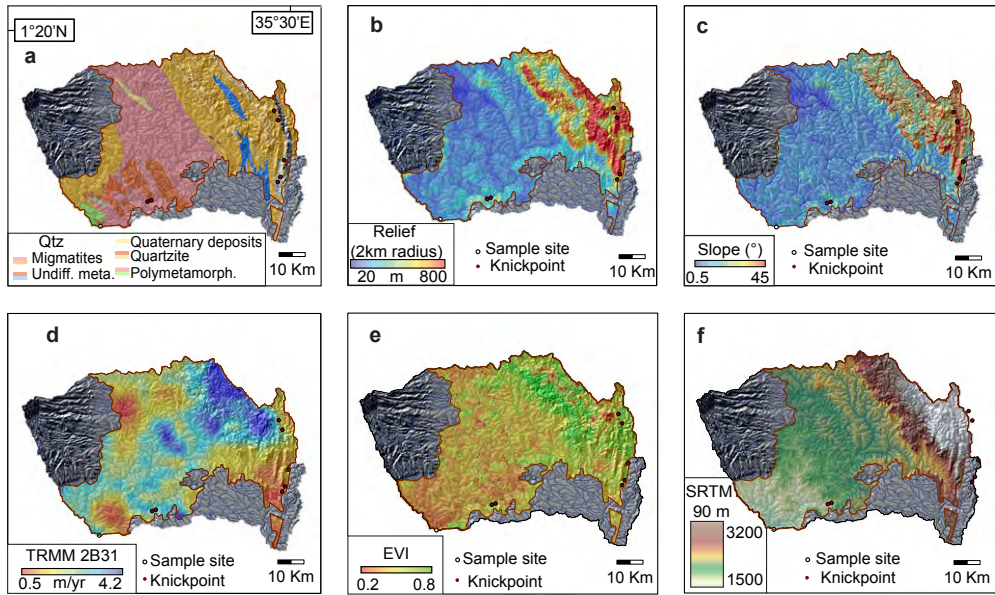 1°20'N
35°30'E
a
Qtz
Migmatites
Undiff. meta.
Quaternary deposits
Quartzite
Polymetamorph.
10 Km
b
Relief
(2km radius)
20 m 800
Sample site
Knickpoint
10 Km
c
Slope (°)
0.5 45
Sample site
Knickpoint
10 Km
d
TRMM 2B31
0.5 m/yr 4.2
Sample site
Knickpoint
10 Km
e
EVI
0.2 0.8
Sample site
Knickpoint
10 Km
f
SRTM
90 m
3200
1500
Sample site
Knickpoint
10 Km